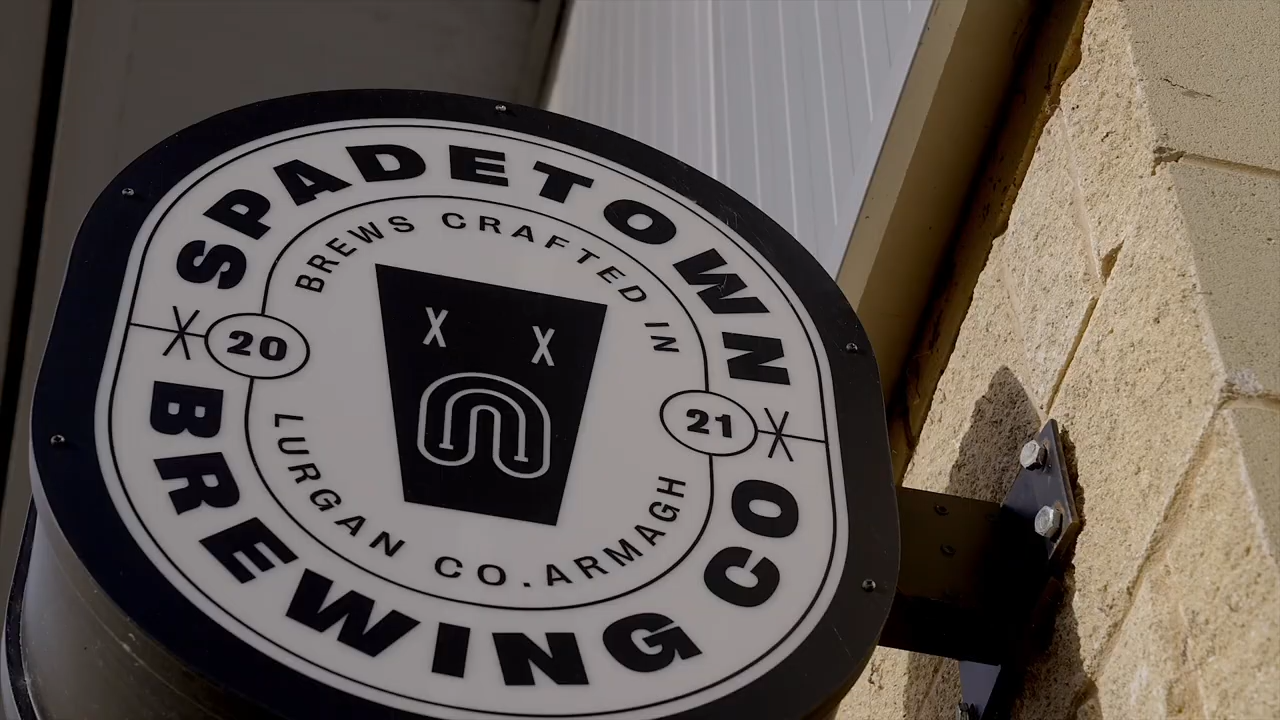 SPADETOWN
BREWING CO
BREWS CRAFTED IN
LURGAN CO. ARMAGH
20
21
X X